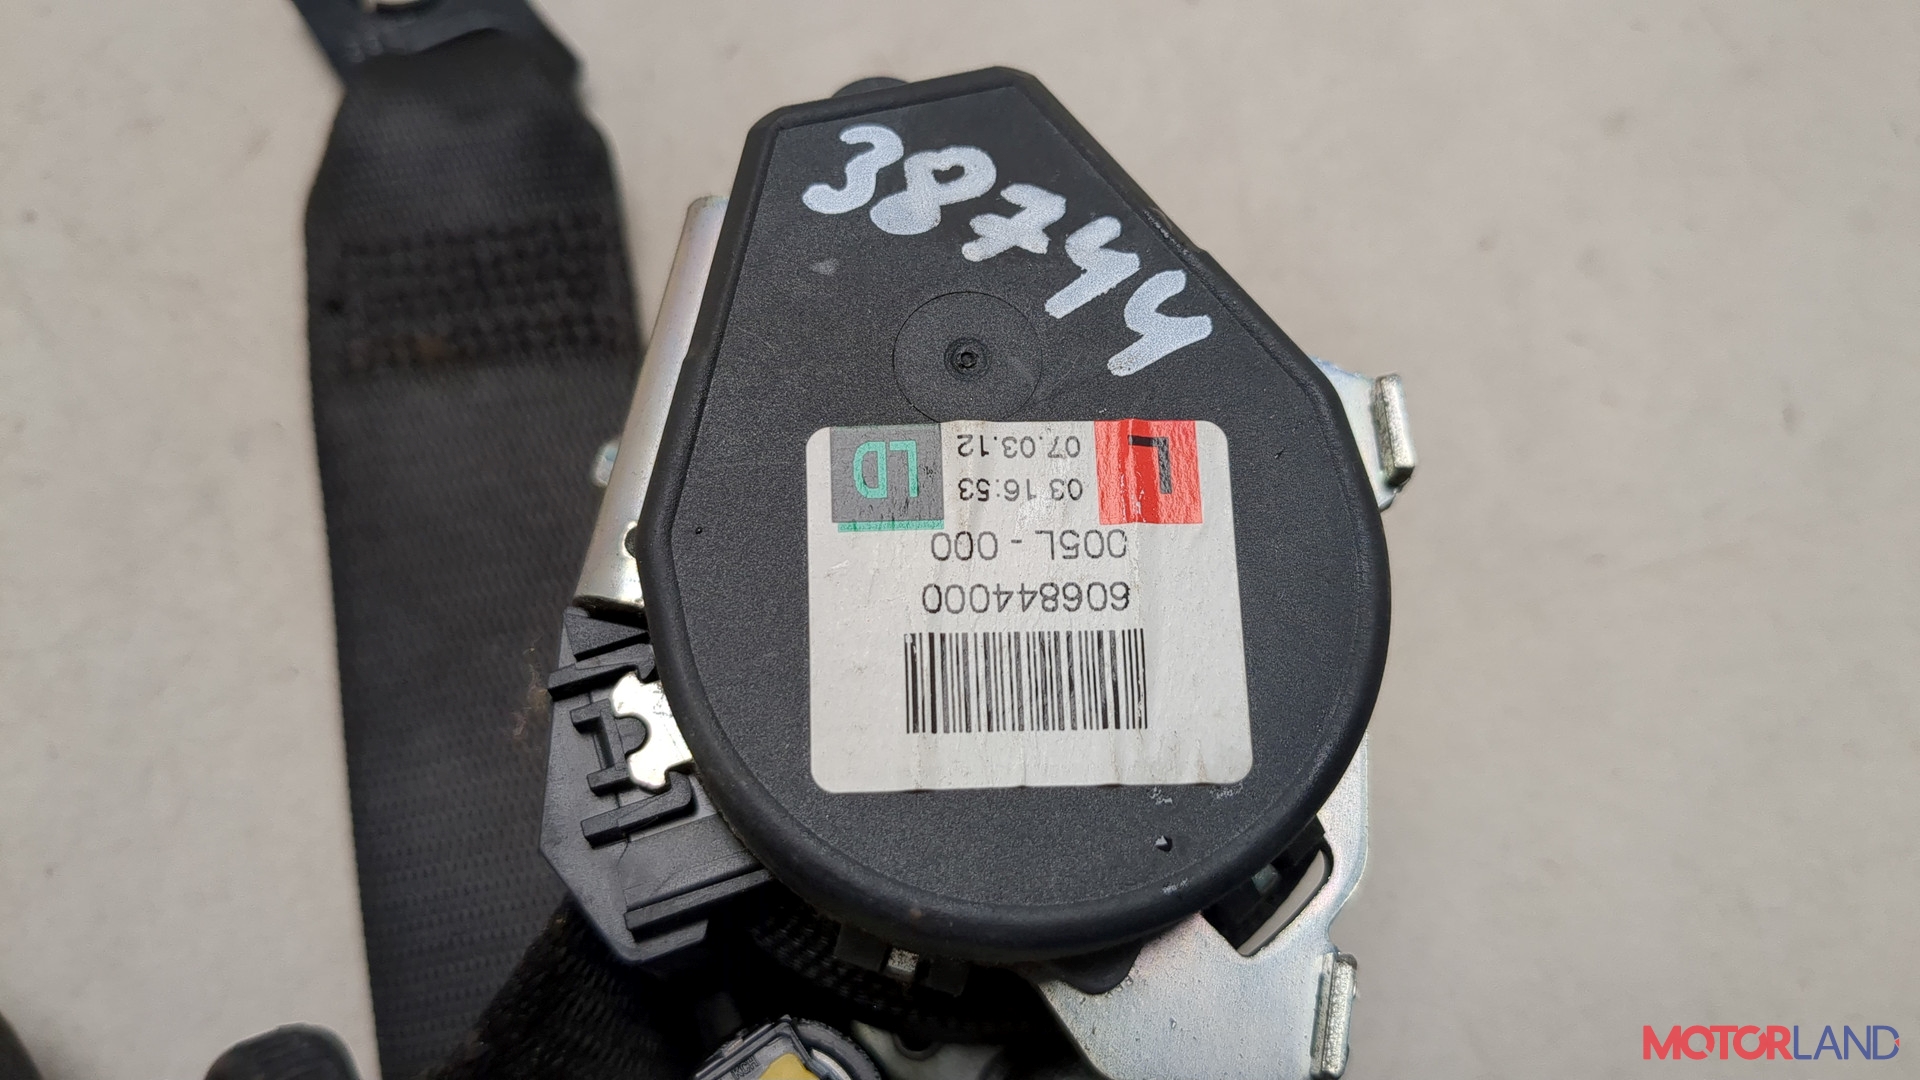 38744
606844000
005L - 000
L 03 16:53 LD
07.03.12
MOTORLAND